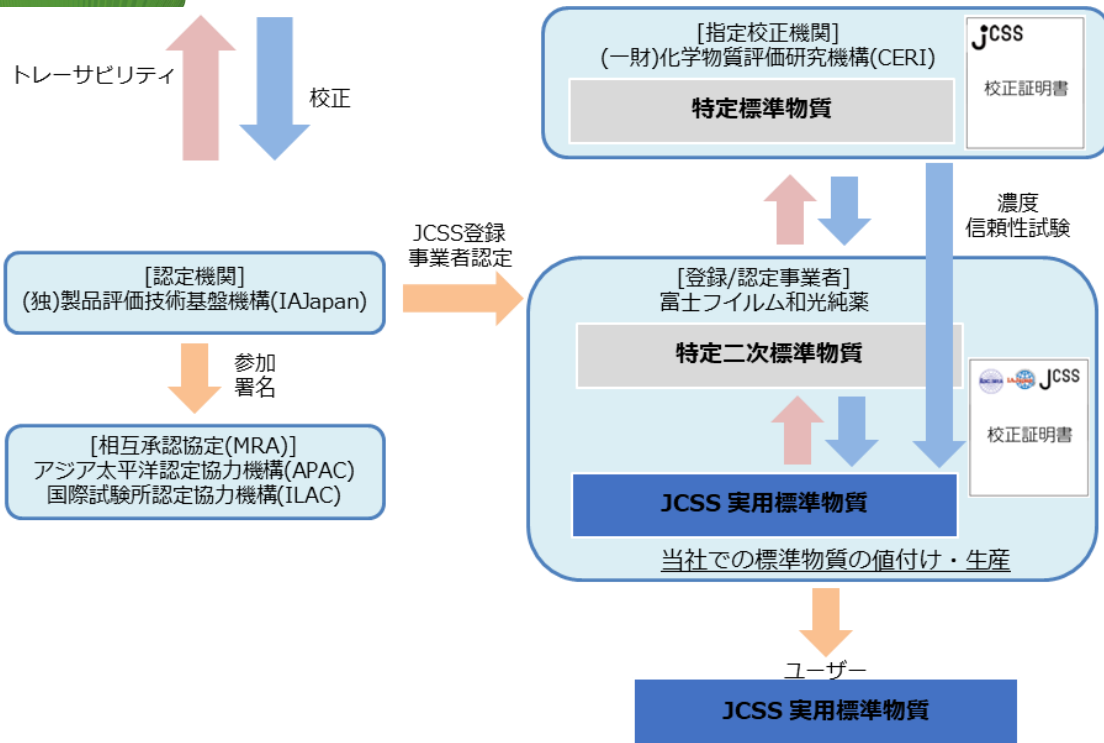 トレーサビリティ
校正
[指定校正機関]
(一財)化学物質評価研究機構(CERI)
特定標準物質
jCSS
校正証明書
濃度
信頼性試験
JCSS登録
事業者認定
[認定機関]
(独)製品評価技術基盤機構(IAJapan)
参加
署名
[相互承認協定(MRA)]
アジア太平洋認定協力機構(APAC)
国際試験所認定協力機構(ILAC)
[登録/認定事業者]
富士フイルム和光純薬
特定二次標準物質
JCSS
校正証明書
JCSS 実用標準物質
当社での標準物質の値付け・生産
ユーザー
JCSS 実用標準物質